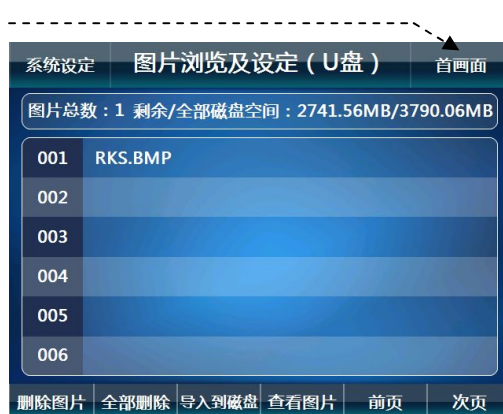 系统设定 图片浏览及设定（U盘） 首画面
图片总数：1 剩余/全部磁盘空间：2741.56MB/3790.06MB
001 RKS.BMP
002
003
004
005
006
删除图片 全部删除 导入到磁盘 查看图片 前页 次页